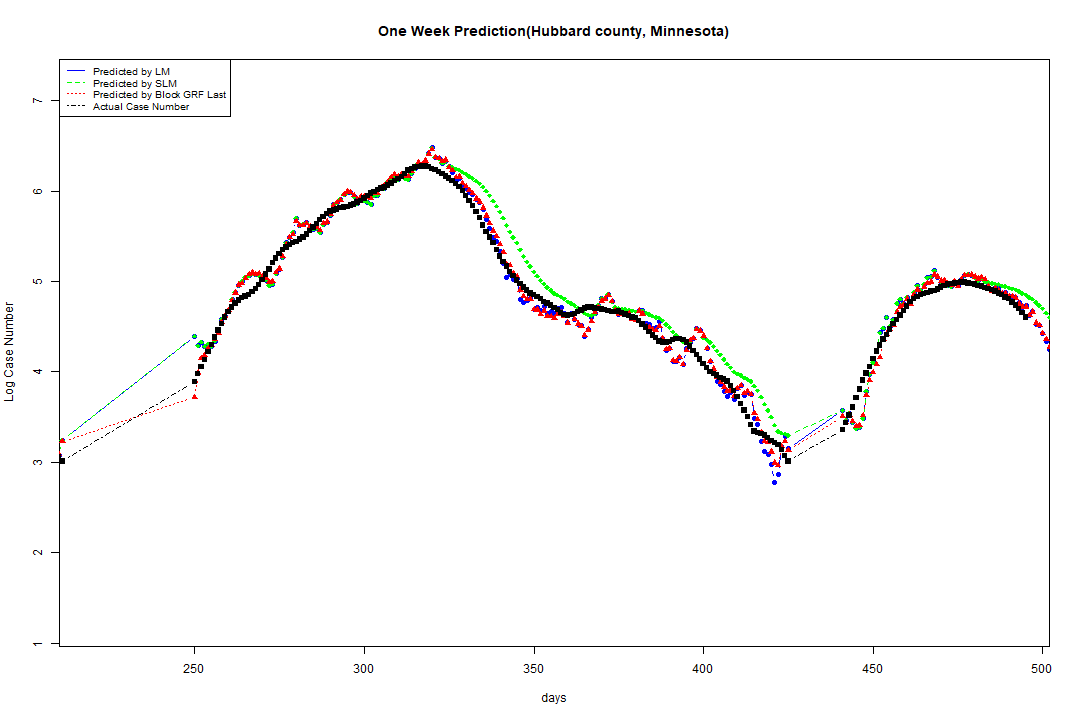 One Week Prediction(Hubbard county, Minnesota)
Predicted by LM
Predicted by SLM
Predicted by Block GRF Last
Actual Case Number
7
6
5
4
3
2
1
Log Case Number
250 300 350 400 450 500
days